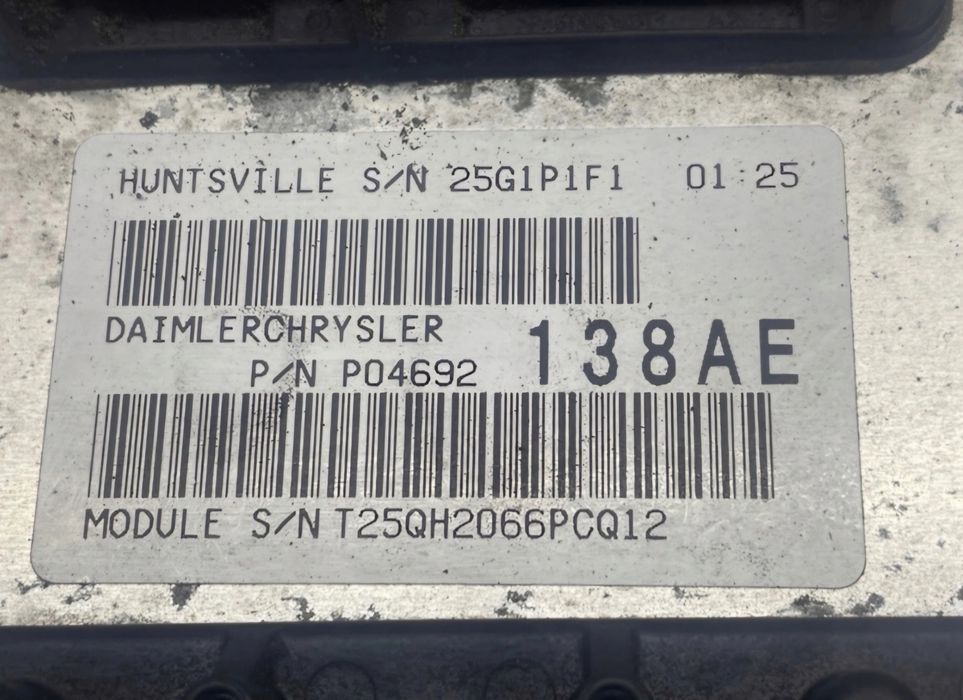 HUNTSVILLE S/N 25G1P1F1 01:25
DAIMLERCHRYSLER
P/N P04692 138AE
MODULE S/N T25QH2066PCQ12